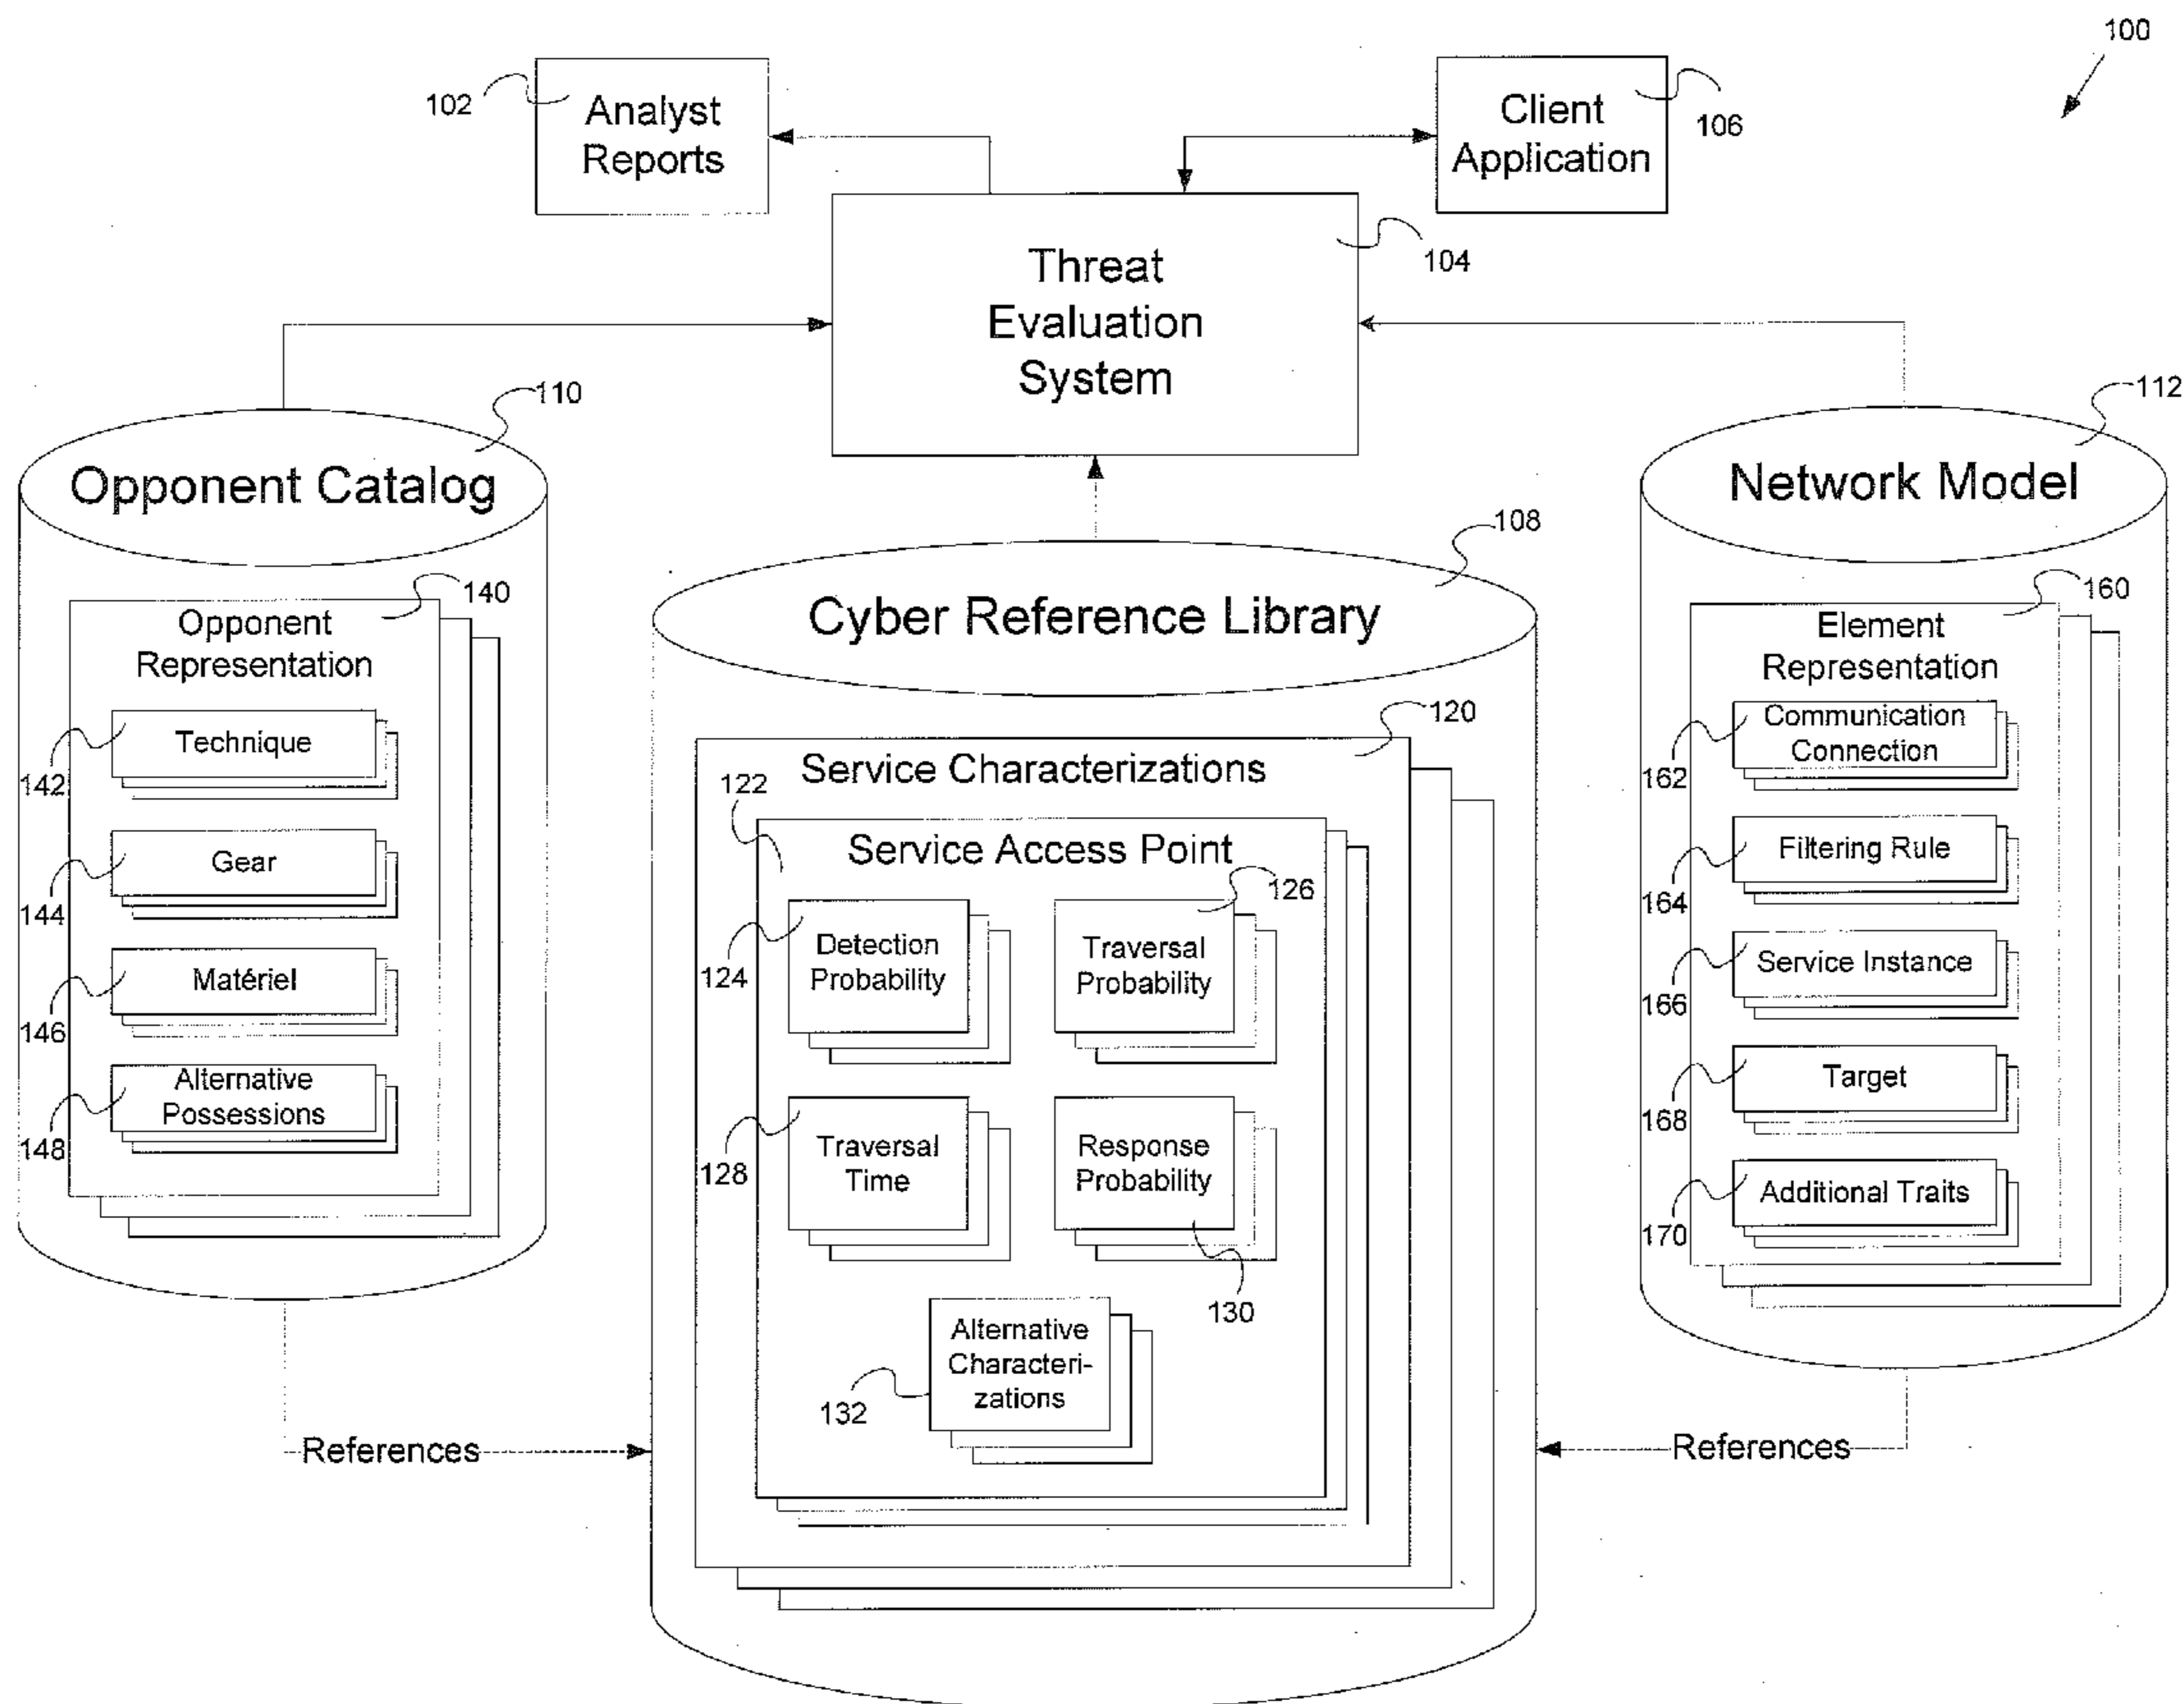 100
102
Analyst
Reports
Client
Application
106
Threat
Evaluation
System
104
110
Opponent Catalog
140
Opponent
Representation
Technique
142
Gear
144
Matériel
146
Alternative
Possessions
148
References
108
Cyber Reference Library
120
Service Characterizations
122
Service Access Point
124
Detection
Probability
126
Traversal
Probability
128
Traversal
Time
Response
Probability
130
Alternative
Characteri-
zations
132
112
Network Model
160
Element
Representation
Communication
Connection
162
Filtering Rule
164
Service Instance
166
Target
168
Additional Traits
170
References